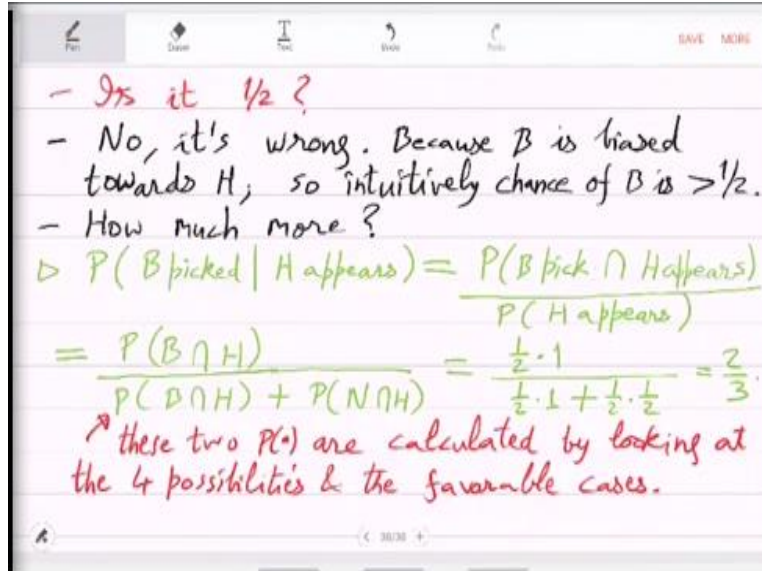 Pen
Text
Undo
Redo
SAVE MORE
- Is it 1/2 ?
- No, it's wrong. Because B is biased
towards H, so intuitively chance of B is > 1/2.
- How much more ?
▷ P( B picked | H appears) = P(B pick ∩ H appears) / P( H appears )
= P(B ∩ H) / P( B∩H) + P(N∩H) = 1/2 · 1 / 1/2 · 1 + 1/2 · 1/2 = 2/3 .
↗ these two P(·) are calculated by looking at
the 4 possibilities & the favorable cases.
< 38/38 +